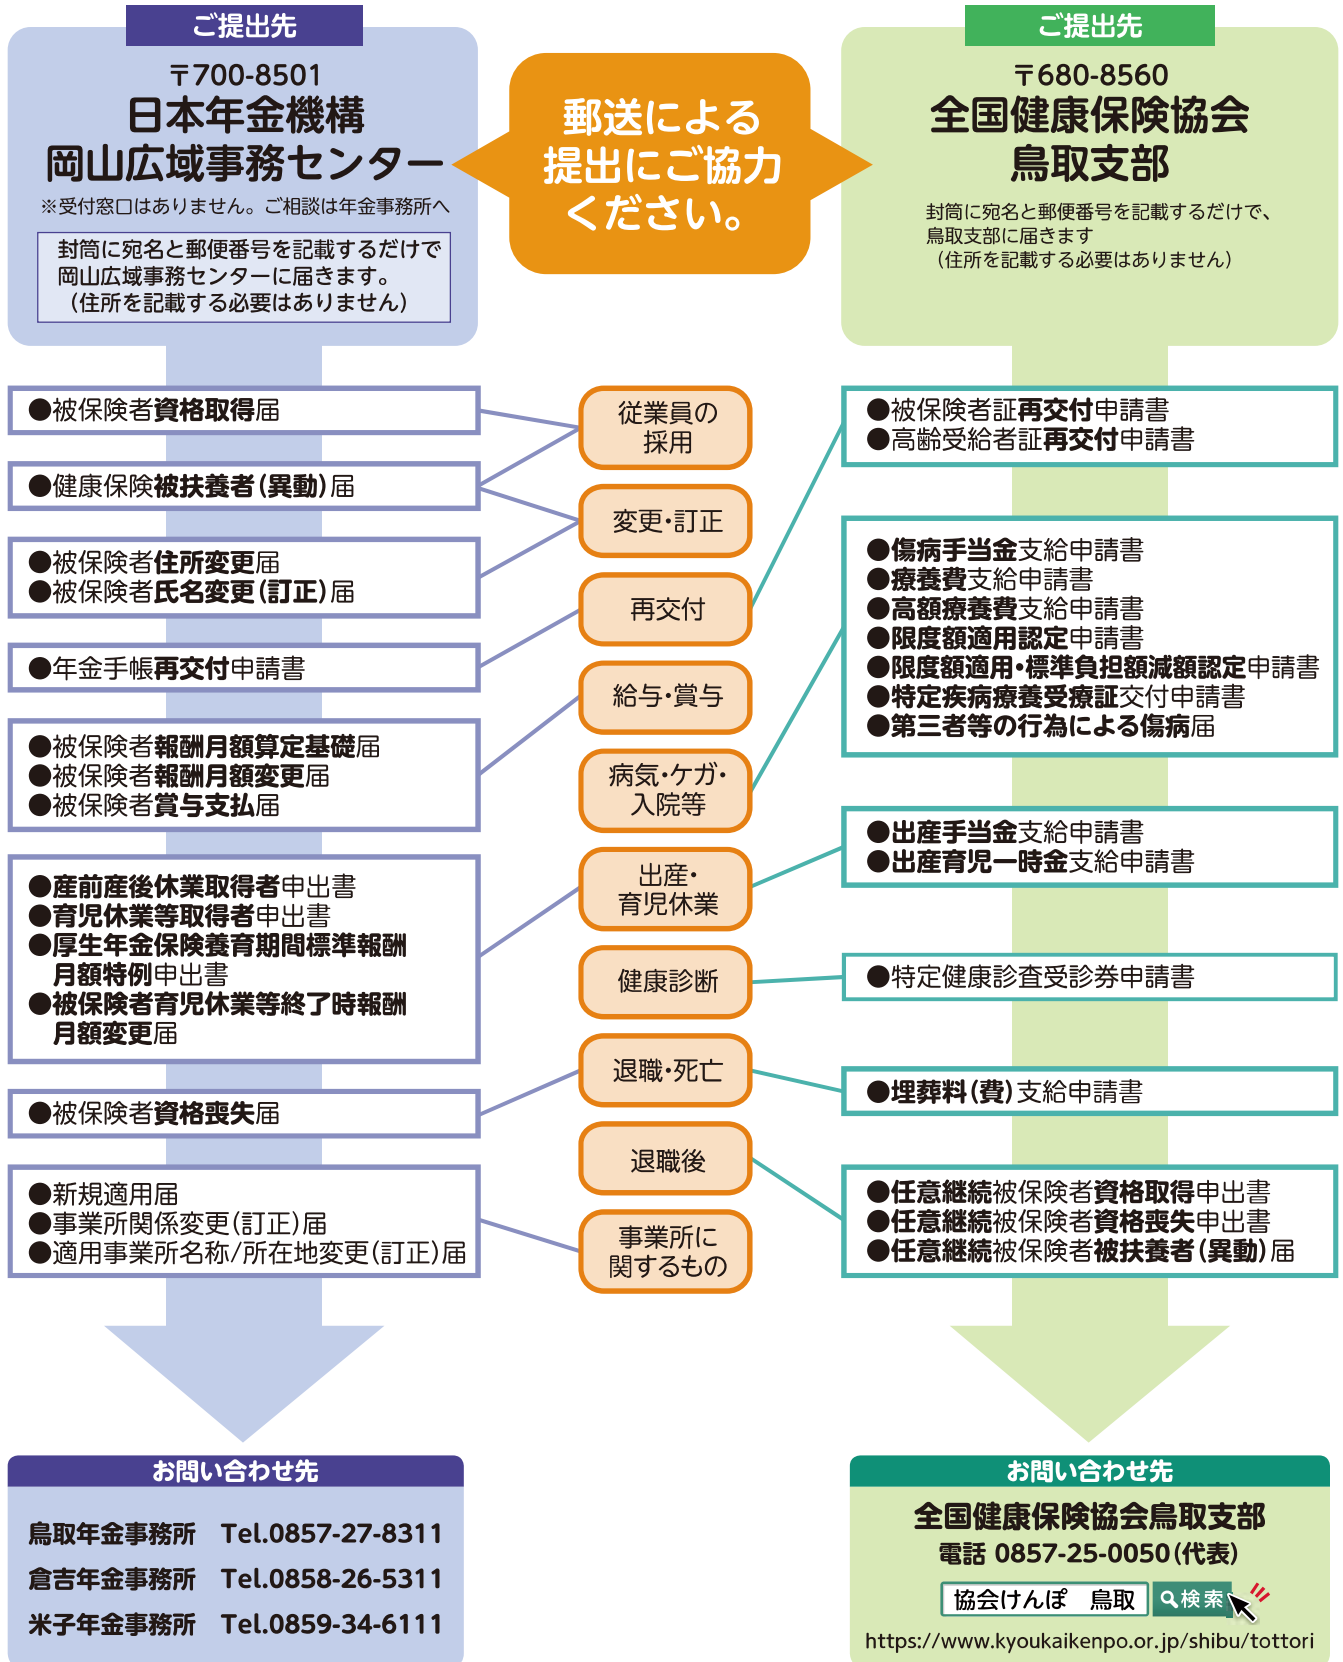 ご提出先
〒700-8501
日本年金機構
岡山広域事務センター
※受付窓口はありません。ご相談は年金事務所へ
封筒に宛名と郵便番号を記載するだけで
岡山広域事務センターに届きます。
（住所を記載する必要はありません）
郵送による
提出にご協力
ください。
ご提出先
〒680-8560
全国健康保険協会
鳥取支部
封筒に宛名と郵便番号を記載するだけで、
鳥取支部に届きます
（住所を記載する必要はありません）
●被保険者資格取得届
●健康保険被扶養者（異動）届
●被保険者住所変更届
●被保険者氏名変更（訂正）届
●年金手帳再交付申請書
●被保険者報酬月額算定基礎届
●被保険者報酬月額変更届
●被保険者賞与支払届
●産前産後休業取得者申出書
●育児休業等取得者申出書
●厚生年金保険養育期間標準報酬
月額特例申出書
●被保険者育児休業等終了時報酬
月額変更届
●被保険者資格喪失届
●新規適用届
●事業所関係変更（訂正）届
●適用事業所名称/所在地変更（訂正）届
従業員の
採用
変更・訂正
再交付
給与・賞与
病気・ケガ・
入院等
出産・
育児休業
健康診断
退職・死亡
退職後
事業所に
関するもの
●被保険者証再交付申請書
●高齢受給者証再交付申請書
●傷病手当金支給申請書
●療養費支給申請書
●高額療養費支給申請書
●限度額適用認定申請書
●限度額適用・標準負担額減額認定申請書
●特定疾病療養受療証交付申請書
●第三者等の行為による傷病届
●出産手当金支給申請書
●出産育児一時金支給申請書
●特定健康診査受診券申請書
●埋葬料（費）支給申請書
●任意継続被保険者資格取得申出書
●任意継続被保険者資格喪失申出書
●任意継続被保険者被扶養者（異動）届
お問い合わせ先
鳥取年金事務所 Tel.0857-27-8311
倉吉年金事務所 Tel.0858-26-5311
米子年金事務所 Tel.0859-34-6111
お問い合わせ先
全国健康保険協会鳥取支部
電話 0857-25-0050（代表）
協会けんぽ 鳥取 検索
https://www.kyoukaikenpo.or.jp/shibu/tottori